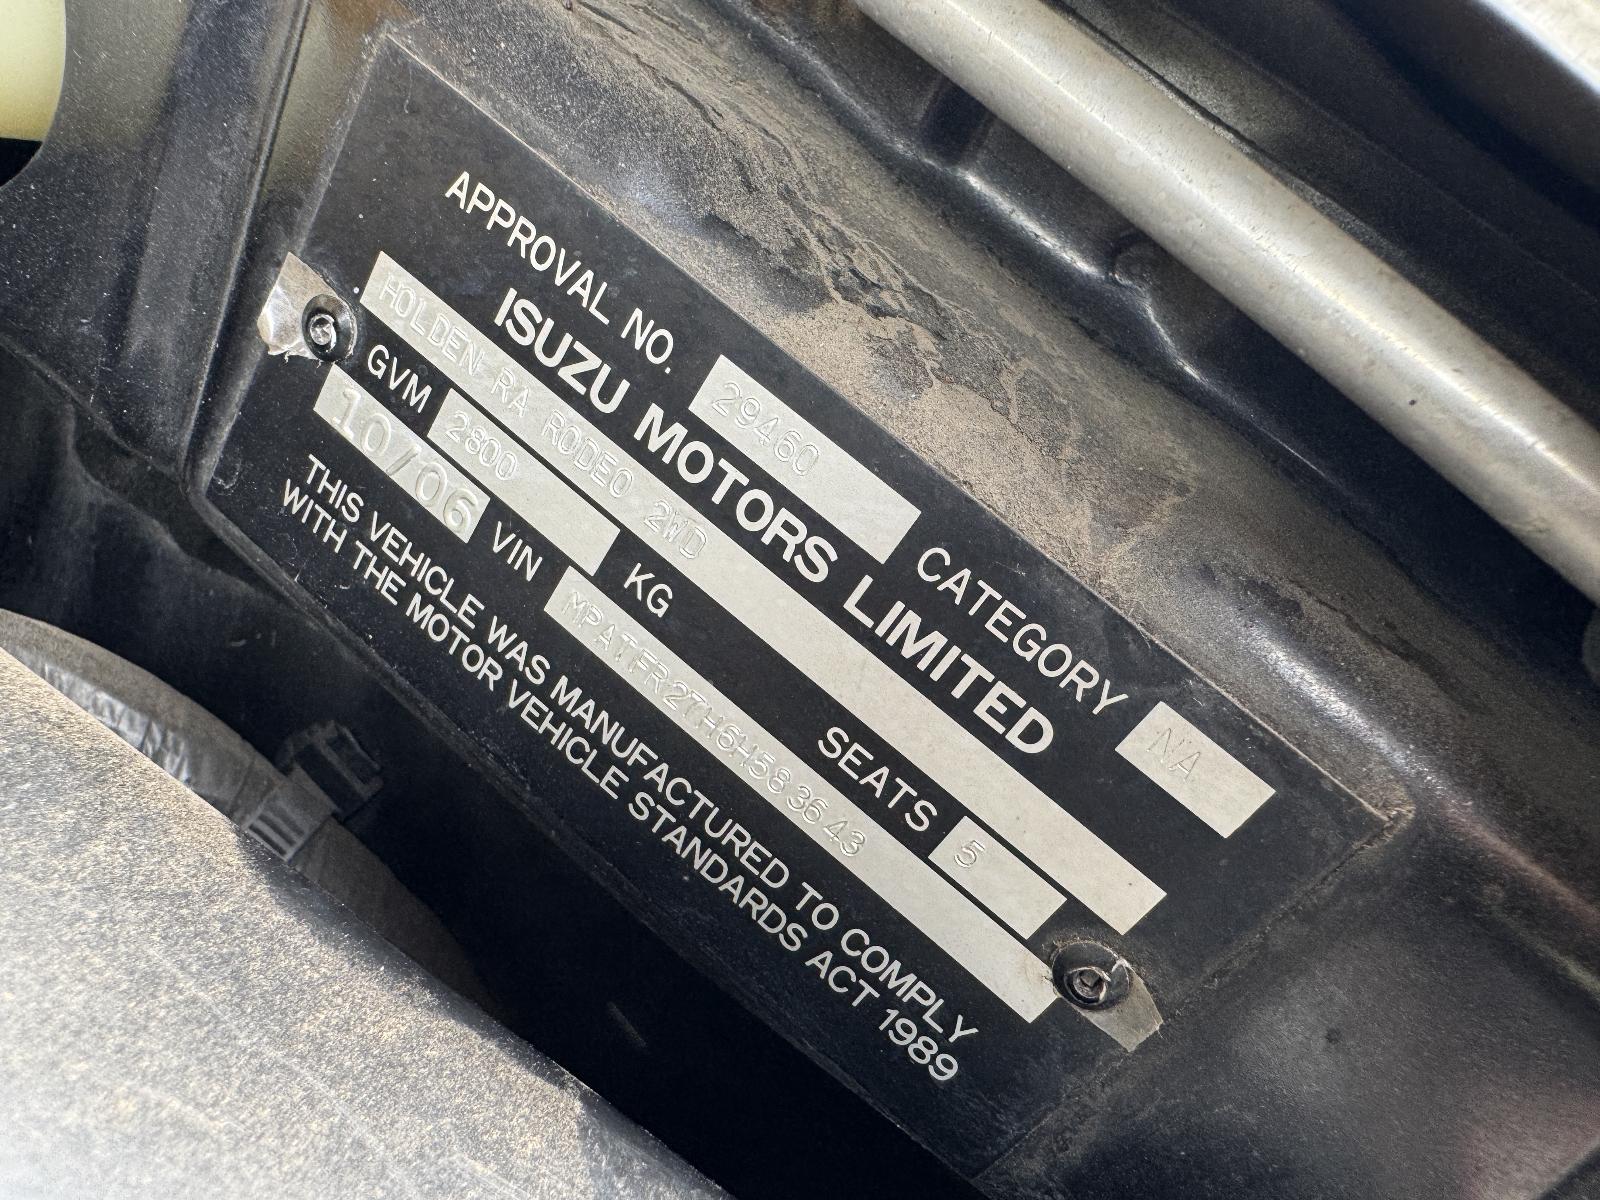 APPROVAL NO. 29460 CATEGORY NA
ISUZU MOTORS LIMITED
HOLDEN RA RODEO 2WD
GVM 2800 KG SEATS 5
10/06 VIN MPATFR27H6H583643
THIS VEHICLE WAS MANUFACTURED TO COMPLY
WITH THE MOTOR VEHICLE STANDARDS ACT 1989